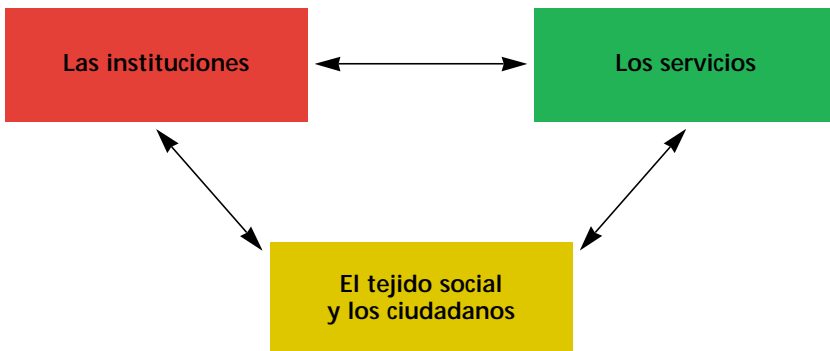 Las instituciones
Los servicios
El tejido social
y los ciudadanos